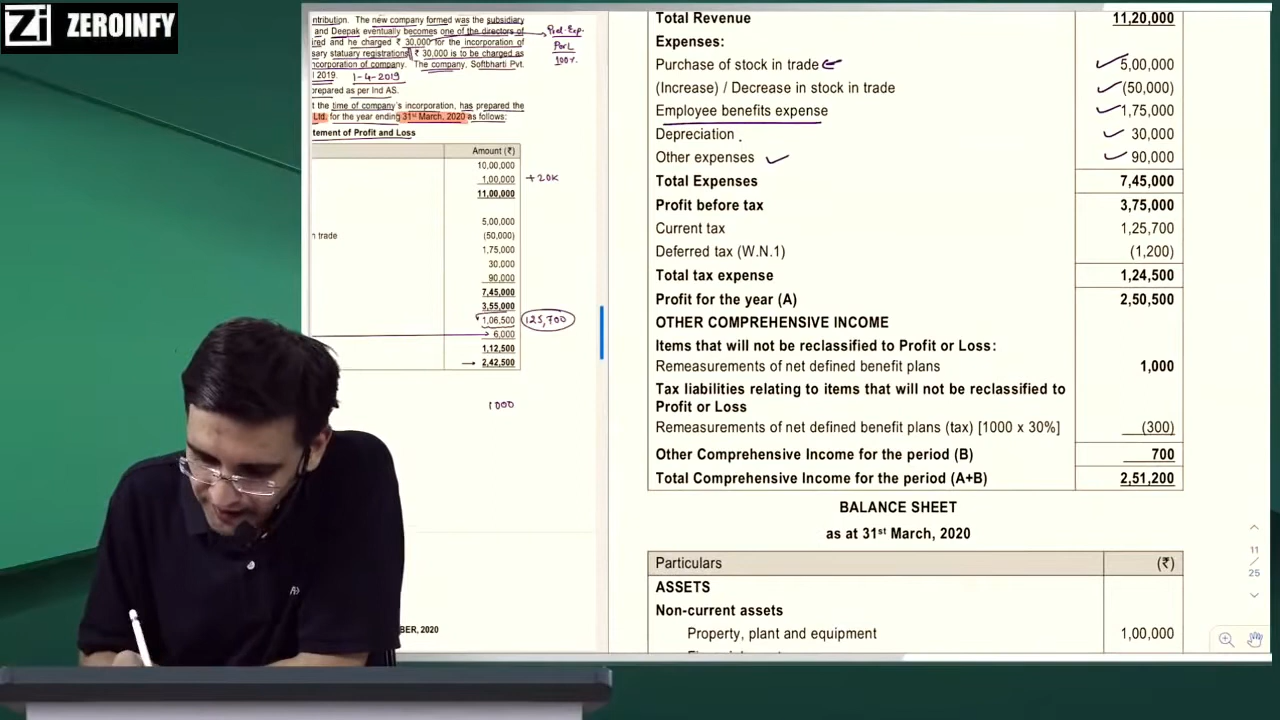 Zi ZEROINFY
ntribution. The new company formed was the subsidiary
and Deepak eventually becomes one of the directors of
ired and he charged ₹ 30,000 for the incorporation of
sary statuary registrations. ₹ 30,000 is to be charged as
ncorporation of company. The company, Softbharti Pvt.
l 2019. 1-4-2019
prepared as per Ind AS.
t the time of company's incorporation, has prepared the
Ltd. for the year ending 31st March, 2020 as follows:
tement of Profit and Loss
Prel. Exp.
P or L
100%.
Amount (₹)
10,00,000
1,00,000 +20K
11,00,000
5,00,000
n trade (50,000)
1,75,000
30,000
90,000
7,45,000
3,55,000
1,06,500 125,700
6,000
1,12,500
→ 2,42,500
1000
BER, 2020
Total Revenue 11,20,000
Expenses:
Purchase of stock in trade 5,00,000
(Increase) / Decrease in stock in trade (50,000)
Employee benefits expense 1,75,000
Depreciation 30,000
Other expenses 90,000
Total Expenses 7,45,000
Profit before tax 3,75,000
Current tax 1,25,700
Deferred tax (W.N.1) (1,200)
Total tax expense 1,24,500
Profit for the year (A) 2,50,500
OTHER COMPREHENSIVE INCOME
Items that will not be reclassified to Profit or Loss:
Remeasurements of net defined benefit plans 1,000
Tax liabilities relating to items that will not be reclassified to
Profit or Loss
Remeasurements of net defined benefit plans (tax) [1000 x 30%] (300)
Other Comprehensive Income for the period (B) 700
Total Comprehensive Income for the period (A+B) 2,51,200
BALANCE SHEET
as at 31st March, 2020
Particulars (₹)
ASSETS
Non-current assets
Property, plant and equipment 1,00,000
11
/
25